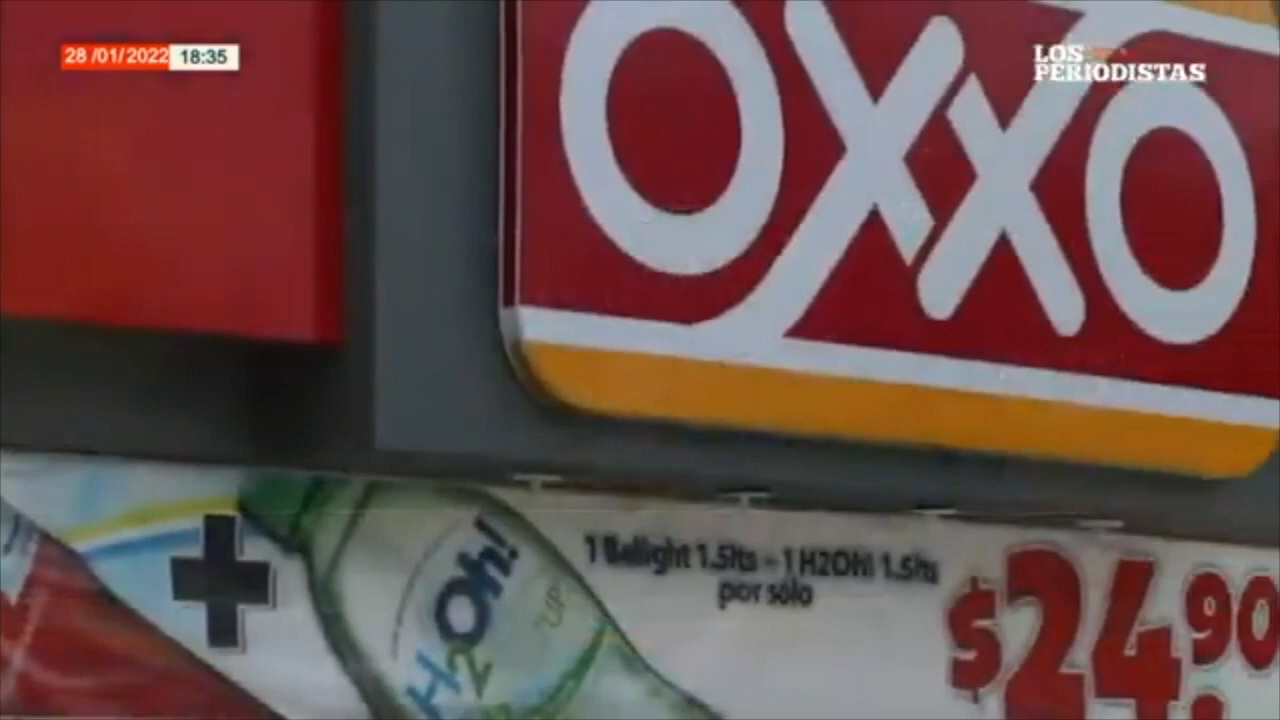 28 /01/2022 18:35
LOS
PERIODISTAS
OXXO
1 Belight 1.5lts - 1 H2OH! 1.5lts
por sólo
$24.90
H2Oh!